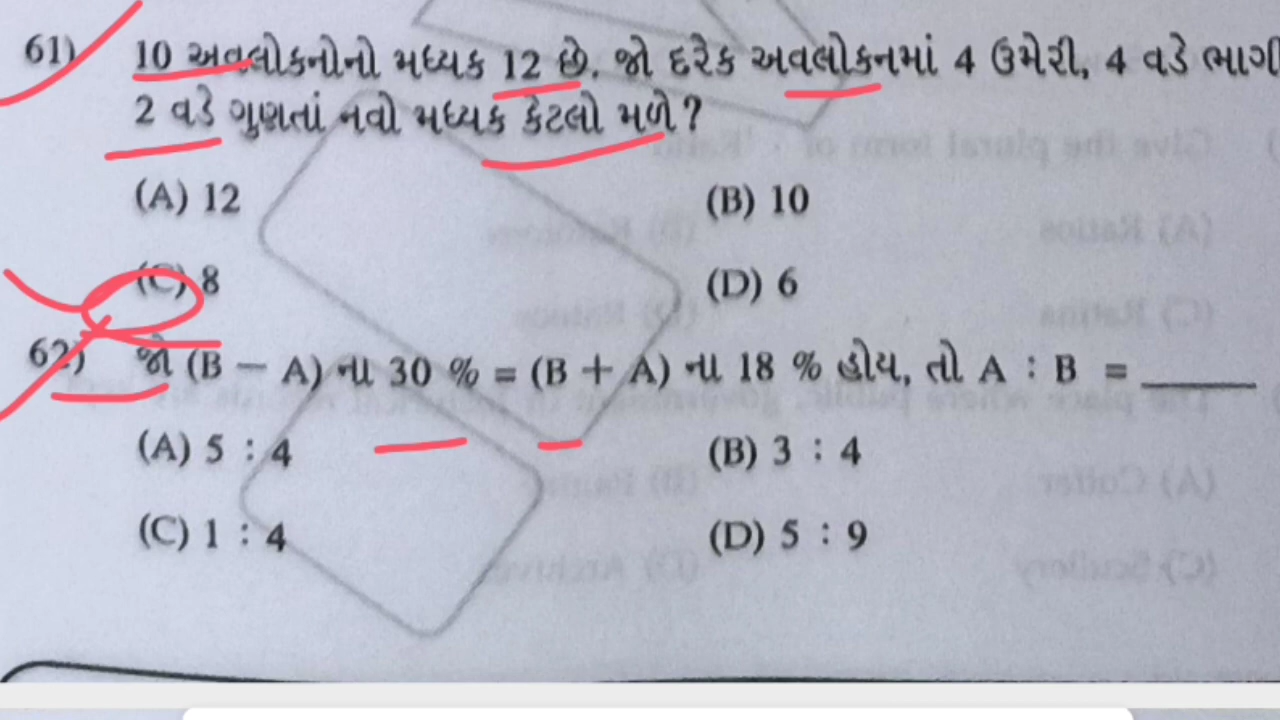 61) 10 અવલોકનોનો મધ્યક 12 છે. જો દરેક અવલોકનમાં 4 ઉમેરી, 4 વડે ભાગી
2 વડે ગુણતાં નવો મધ્યક કેટલો મળે?
(A) 12 (B) 10
(C) 8 (D) 6
62) જો (B − A) ના 30 % = (B + A) ના 18 % હોય, તો A : B = ______
(A) 5 : 4 (B) 3 : 4
(C) 1 : 4 (D) 5 : 9